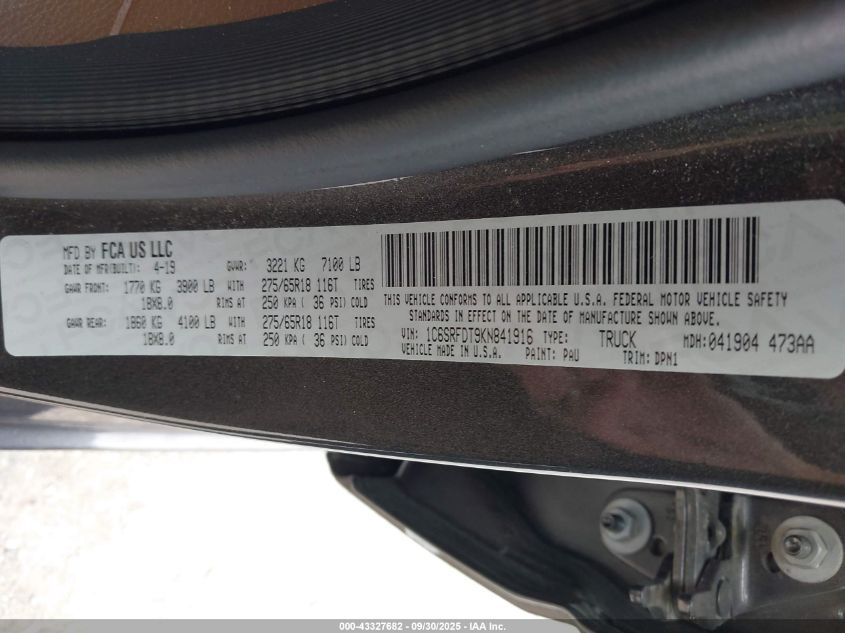 MFD BY FCA US LLC
DATE OF MFR(BUILT): 4-19 GVWR: 3221 KG 7100 LB
GAWR FRONT: 1770 KG 3900 LB WITH 275/65R18 116T TIRES
18X8.0 RIMS AT 250 KPA ( 36 PSI) COLD
GAWR REAR: 1860 KG 4100 LB WITH 275/65R18 116T TIRES
18X8.0 RIMS AT 250 KPA ( 36 PSI) COLD
THIS VEHICLE CONFORMS TO ALL APPLICABLE U.S.A. FEDERAL MOTOR VEHICLE SAFETY
STANDARDS IN EFFECT ON THE DATE OF MANUFACTURE SHOWN ABOVE.
VIN: 1C6SRFDT9KN841916 TYPE: TRUCK MDH:041904 473AA
VEHICLE MADE IN U.S.A. PAINT: PAU TRIM: DPN1
000-43327682 | 09/30/2025 | IAA Inc.